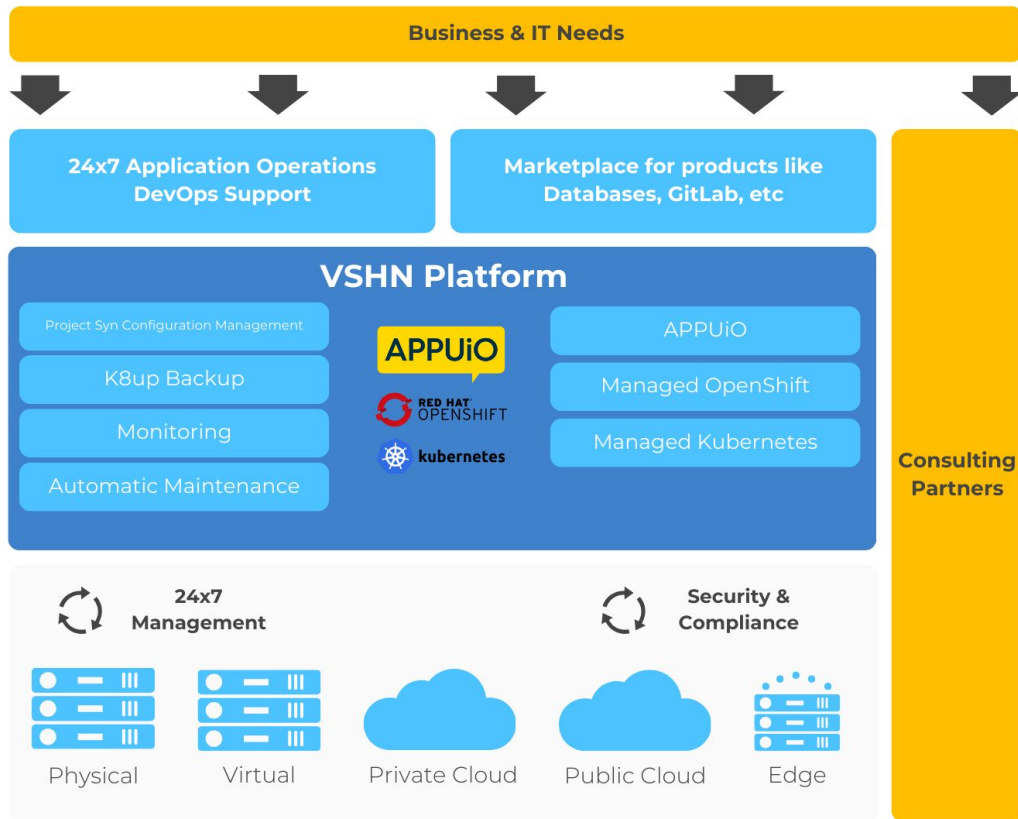 Business & IT Needs
24x7 Application Operations
DevOps Support
Marketplace for products like
Databases, GitLab, etc
VSHN Platform
Project Syn Configuration Management
K8up Backup
Monitoring
Automatic Maintenance
APPUiO
RED HAT
OPENSHIFT
kubernetes
APPUiO
Managed OpenShift
Managed Kubernetes
Consulting
Partners
24x7
Management
Security &
Compliance
Physical
Virtual
Private Cloud
Public Cloud
Edge